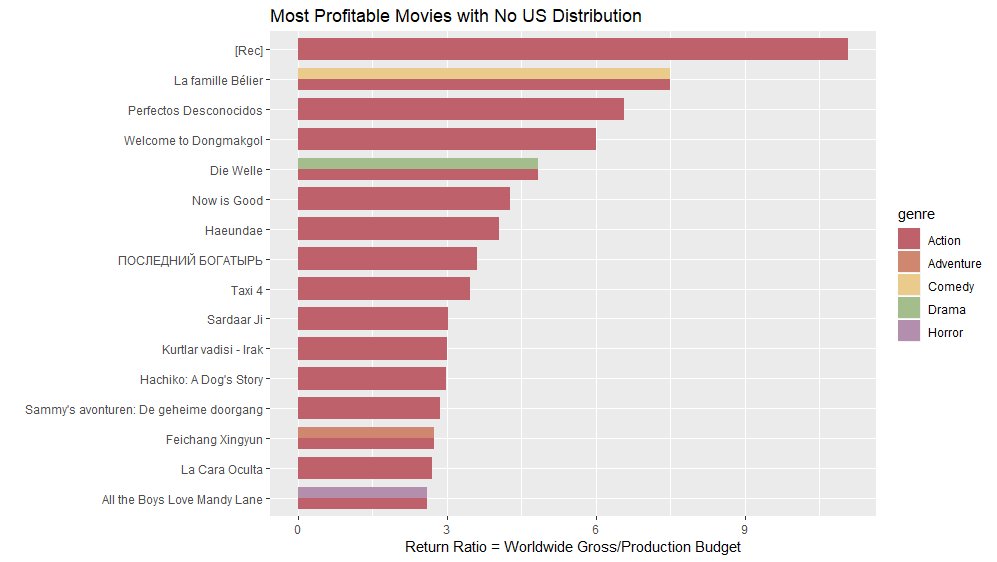 Most Profitable Movies with No US Distribution
[Rec]
La famille Bélier
Perfectos Desconocidos
Welcome to Dongmakgol
Die Welle
Now is Good
Haeundae
ПОСЛЕДНИЙ БОГАТЫРЬ
Taxi 4
Sardaar Ji
Kurtlar vadisi - Irak
Hachiko: A Dog's Story
Sammy's avonturen: De geheime doorgang
Feichang Xingyun
La Cara Oculta
All the Boys Love Mandy Lane
0 3 6 9
Return Ratio = Worldwide Gross/Production Budget
genre
Action
Adventure
Comedy
Drama
Horror